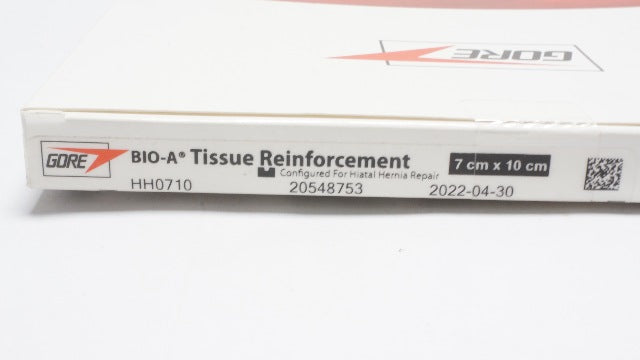 GORE
GORE BIO-A® Tissue Reinforcement 7 cm x 10 cm
Configured For Hiatal Hernia Repair
HH0710 20548753 2022-04-30